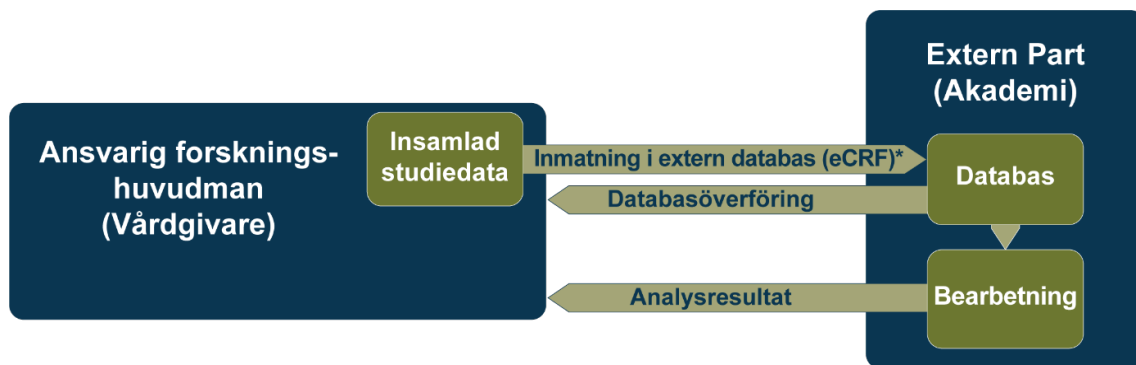 Ansvarig forsknings-
huvudman
(Vårdgivare)
Insamlad
studiedata
Inmatning i extern databas (eCRF)*
Databasöverföring
Analysresultat
Extern Part
(Akademi)
Databas
Bearbetning